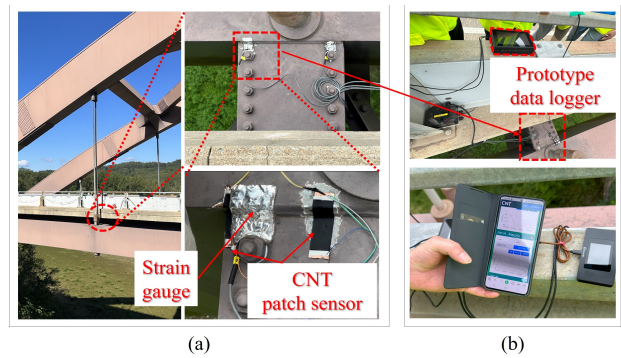 Prototype
data logger
Strain
gauge
CNT
patch sensor
CNT
(a)
(b)